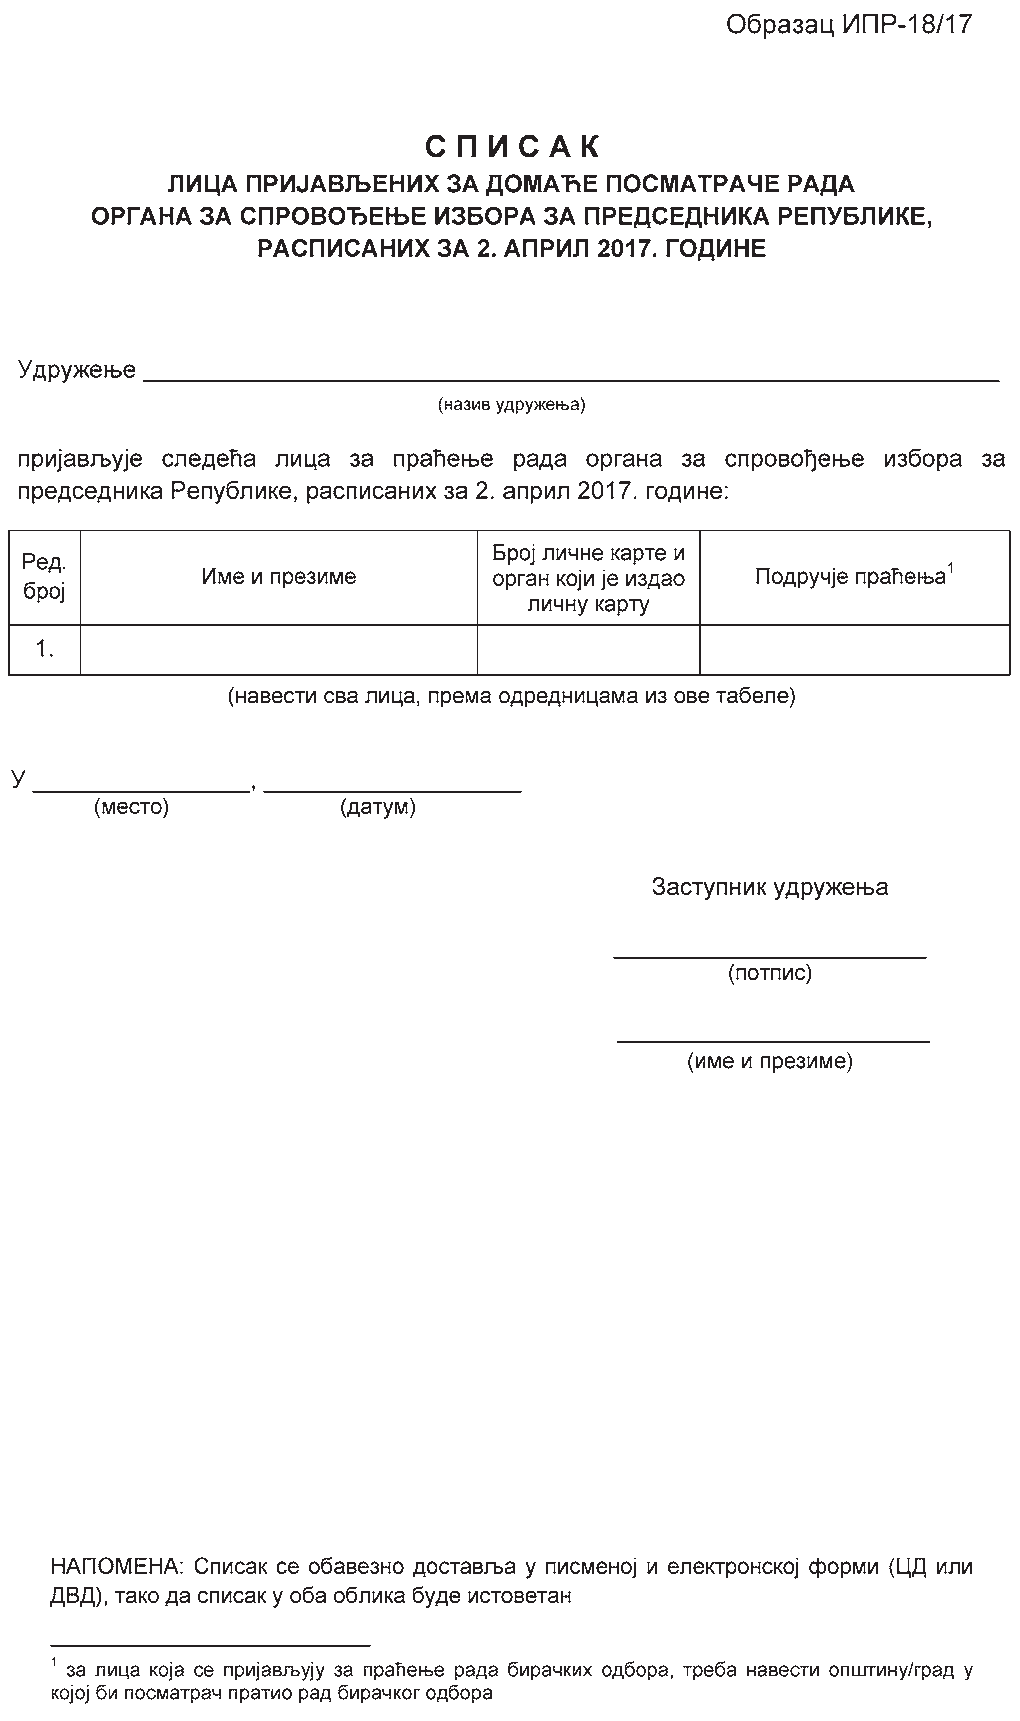 Образац ИПР-18/17
С П И С А К
ЛИЦА ПРИЈАВЉЕНИХ ЗА ДОМАЋЕ ПОСМАТРАЧЕ РАДА
ОРГАНА ЗА СПРОВОЂЕЊЕ ИЗБОРА ЗА ПРЕДСЕДНИКА РЕПУБЛИКЕ,
РАСПИСАНИХ ЗА 2. АПРИЛ 2017. ГОДИНЕ
Удружење
(назив удружења)
пријављује следећа лица за праћење рада органа за спровођење избора за
председника Републике, расписаних за 2. април 2017. године:
Ред.
број
Име и презиме
Број личне карте и
орган који је издао
личну карту
Подручје праћења¹
1.
(навести сва лица, према одредницама из ове табеле)
У ________________, ___________________
(место) (датум)
Заступник удружења
(потпис)
(име и презиме)
НАПОМЕНА: Списак се обавезно доставља у писменој и електронској форми (ЦД или
ДВД), тако да списак у оба облика буде истоветан
¹ за лица која се пријављују за праћење рада бирачких одбора, треба навести општину/град у
којој би посматрач пратио рад бирачког одбора